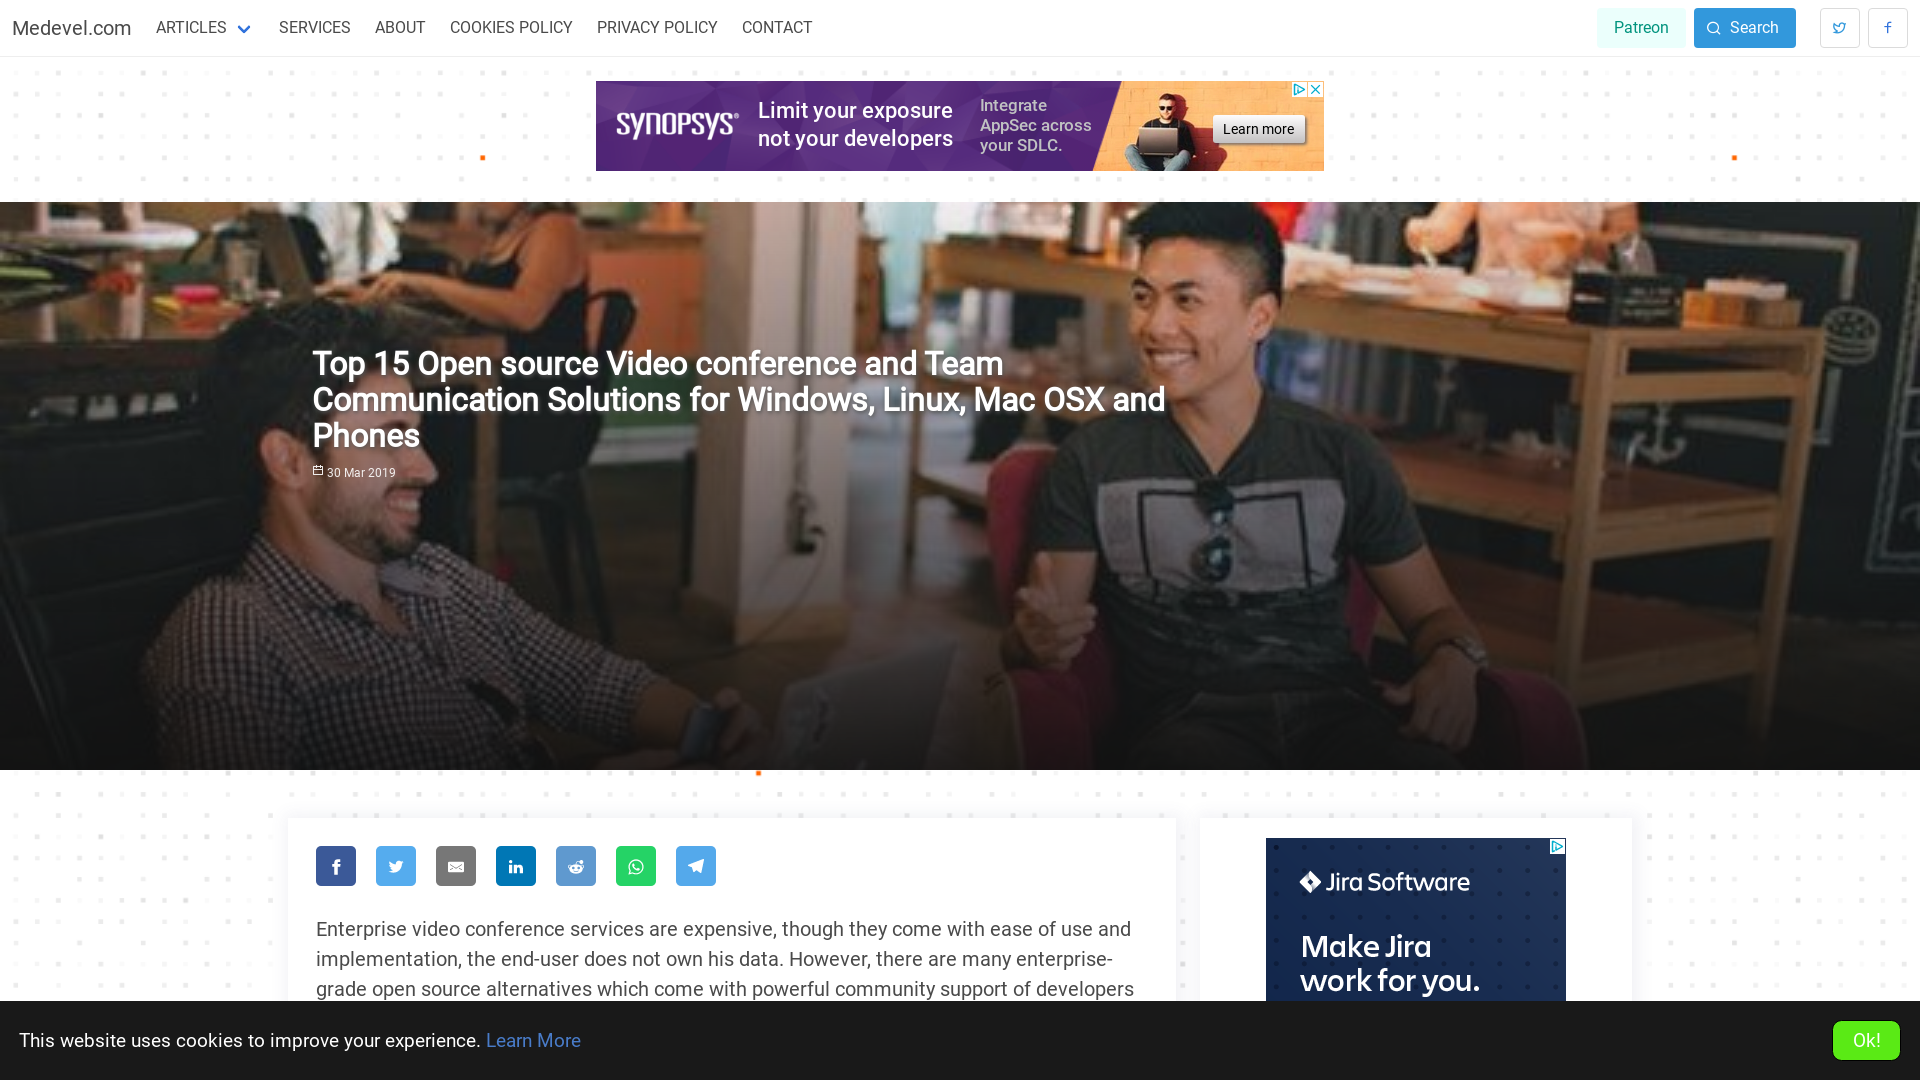 Medevel.com
ARTICLES
SERVICES
ABOUT
COOKIES POLICY
PRIVACY POLICY
CONTACT
Patreon
Search
SYNOPSYS®
Limit your exposure
not your developers
Integrate
AppSec across
your SDLC.
Learn more
Top 15 Open source Video conference and Team
Communication Solutions for Windows, Linux, Mac OSX and
Phones
30 Mar 2019
Enterprise video conference services are expensive, though they come with ease of use and
implementation, the end-user does not own his data. However, there are many enterprise-
grade open source alternatives which come with powerful community support of developers
Jira Software
Make Jira
work for you.
This website uses cookies to improve your experience. Learn More
Ok!